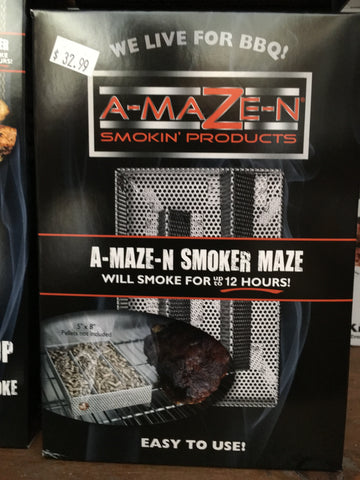 $ 32.99
WE LIVE FOR BBQ!
A-MAZE-N®
SMOKIN' PRODUCTS
A-MAZE-N SMOKER MAZE
WILL SMOKE FOR UP TO 12 HOURS!
5" x 8"
Pellets not included
EASY TO USE!